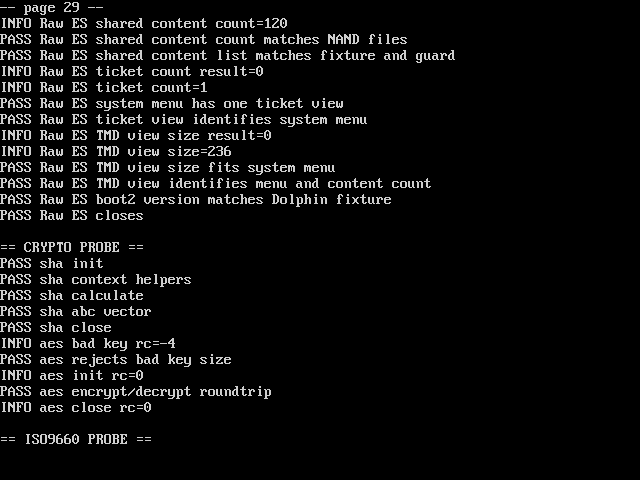 -- page 29 --
INFO Raw ES shared content count=120
PASS Raw ES shared content count matches NAND files
PASS Raw ES shared content list matches fixture and guard
INFO Raw ES ticket count result=0
INFO Raw ES ticket count=1
PASS Raw ES system menu has one ticket view
PASS Raw ES ticket view identifies system menu
INFO Raw ES TMD view size result=0
INFO Raw ES TMD view size=236
PASS Raw ES TMD view size fits system menu
PASS Raw ES TMD view identifies menu and content count
PASS Raw ES boot2 version matches Dolphin fixture
PASS Raw ES closes
== CRYPTO PROBE ==
PASS sha init
PASS sha context helpers
PASS sha calculate
PASS sha abc vector
PASS sha close
INFO aes bad key rc=-4
PASS aes rejects bad key size
INFO aes init rc=0
PASS aes encrypt/decrypt roundtrip
INFO aes close rc=0
== ISO9660 PROBE ==